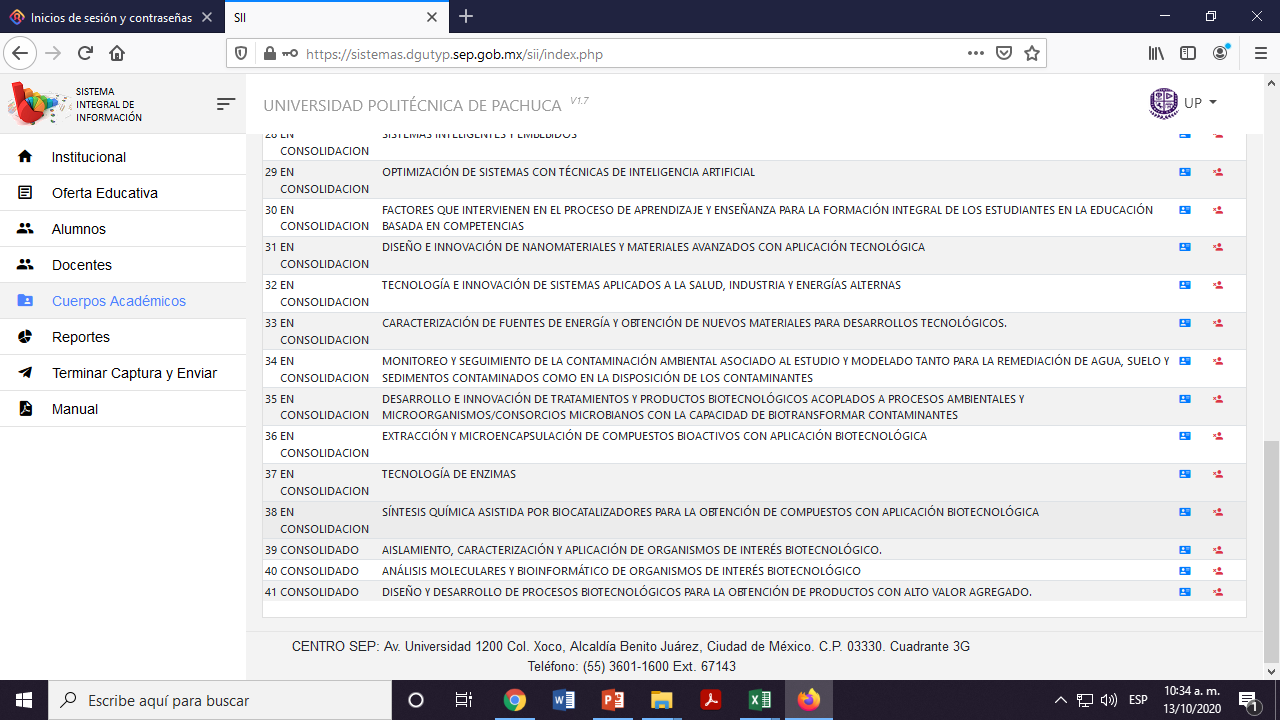 Inicios de sesión y contraseñas
SII
https://sistemas.dgutyp.sep.gob.mx/sii/index.php
SISTEMA
INTEGRAL DE
INFORMACIÓN
UNIVERSIDAD POLITÉCNICA DE PACHUCA V1.7
UP
Institucional
Oferta Educativa
Alumnos
Docentes
Cuerpos Académicos
Reportes
Terminar Captura y Enviar
Manual
28 EN CONSOLIDACION SISTEMAS INTELIGENTES Y EMBEBIDOS
29 EN CONSOLIDACION OPTIMIZACIÓN DE SISTEMAS CON TÉCNICAS DE INTELIGENCIA ARTIFICIAL
30 EN CONSOLIDACION FACTORES QUE INTERVIENEN EN EL PROCESO DE APRENDIZAJE Y ENSEÑANZA PARA LA FORMACIÓN INTEGRAL DE LOS ESTUDIANTES EN LA EDUCACIÓN
BASADA EN COMPETENCIAS
31 EN CONSOLIDACION DISEÑO E INNOVACIÓN DE NANOMATERIALES Y MATERIALES AVANZADOS CON APLICACIÓN TECNOLÓGICA
32 EN CONSOLIDACION TECNOLOGÍA E INNOVACIÓN DE SISTEMAS APLICADOS A LA SALUD, INDUSTRIA Y ENERGÍAS ALTERNAS
33 EN CONSOLIDACION CARACTERIZACIÓN DE FUENTES DE ENERGÍA Y OBTENCIÓN DE NUEVOS MATERIALES PARA DESARROLLOS TECNOLÓGICOS.
34 EN CONSOLIDACION MONITOREO Y SEGUIMIENTO DE LA CONTAMINACIÓN AMBIENTAL ASOCIADO AL ESTUDIO Y MODELADO TANTO PARA LA REMEDIACIÓN DE AGUA, SUELO Y
SEDIMENTOS CONTAMINADOS COMO EN LA DISPOSICIÓN DE LOS CONTAMINANTES
35 EN CONSOLIDACION DESARROLLO E INNOVACIÓN DE TRATAMIENTOS Y PRODUCTOS BIOTECNOLÓGICOS ACOPLADOS A PROCESOS AMBIENTALES Y
MICROORGANISMOS/CONSORCIOS MICROBIANOS CON LA CAPACIDAD DE BIOTRANSFORMAR CONTAMINANTES
36 EN CONSOLIDACION EXTRACCIÓN Y MICROENCAPSULACIÓN DE COMPUESTOS BIOACTIVOS CON APLICACIÓN BIOTECNOLÓGICA
37 EN CONSOLIDACION TECNOLOGÍA DE ENZIMAS
38 EN CONSOLIDACION SÍNTESIS QUÍMICA ASISTIDA POR BIOCATALIZADORES PARA LA OBTENCIÓN DE COMPUESTOS CON APLICACIÓN BIOTECNOLÓGICA
39 CONSOLIDADO AISLAMIENTO, CARACTERIZACIÓN Y APLICACIÓN DE ORGANISMOS DE INTERÉS BIOTECNOLÓGICO.
40 CONSOLIDADO ANÁLISIS MOLECULARES Y BIOINFORMÁTICO DE ORGANISMOS DE INTERÉS BIOTECNOLÓGICO
41 CONSOLIDADO DISEÑO Y DESARROLLO DE PROCESOS BIOTECNOLÓGICOS PARA LA OBTENCIÓN DE PRODUCTOS CON ALTO VALOR AGREGADO.
CENTRO SEP: Av. Universidad 1200 Col. Xoco, Alcaldía Benito Juárez, Ciudad de México. C.P. 03330. Cuadrante 3G
Teléfono: (55) 3601-1600 Ext. 67143
Escribe aquí para buscar
ESP
10:34 a. m.
13/10/2020
1